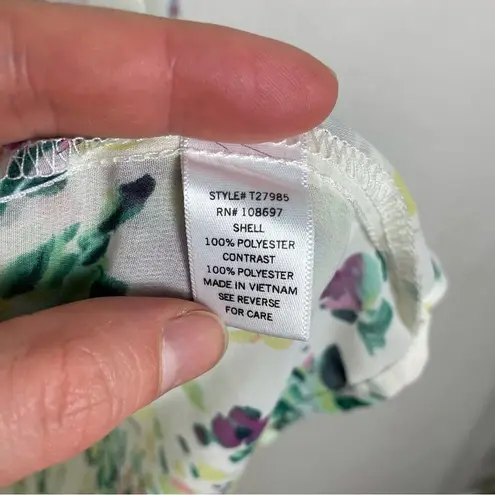 STYLE# T27985
RN# 108697
SHELL
100% POLYESTER
CONTRAST
100% POLYESTER
MADE IN VIETNAM
SEE REVERSE
FOR CARE